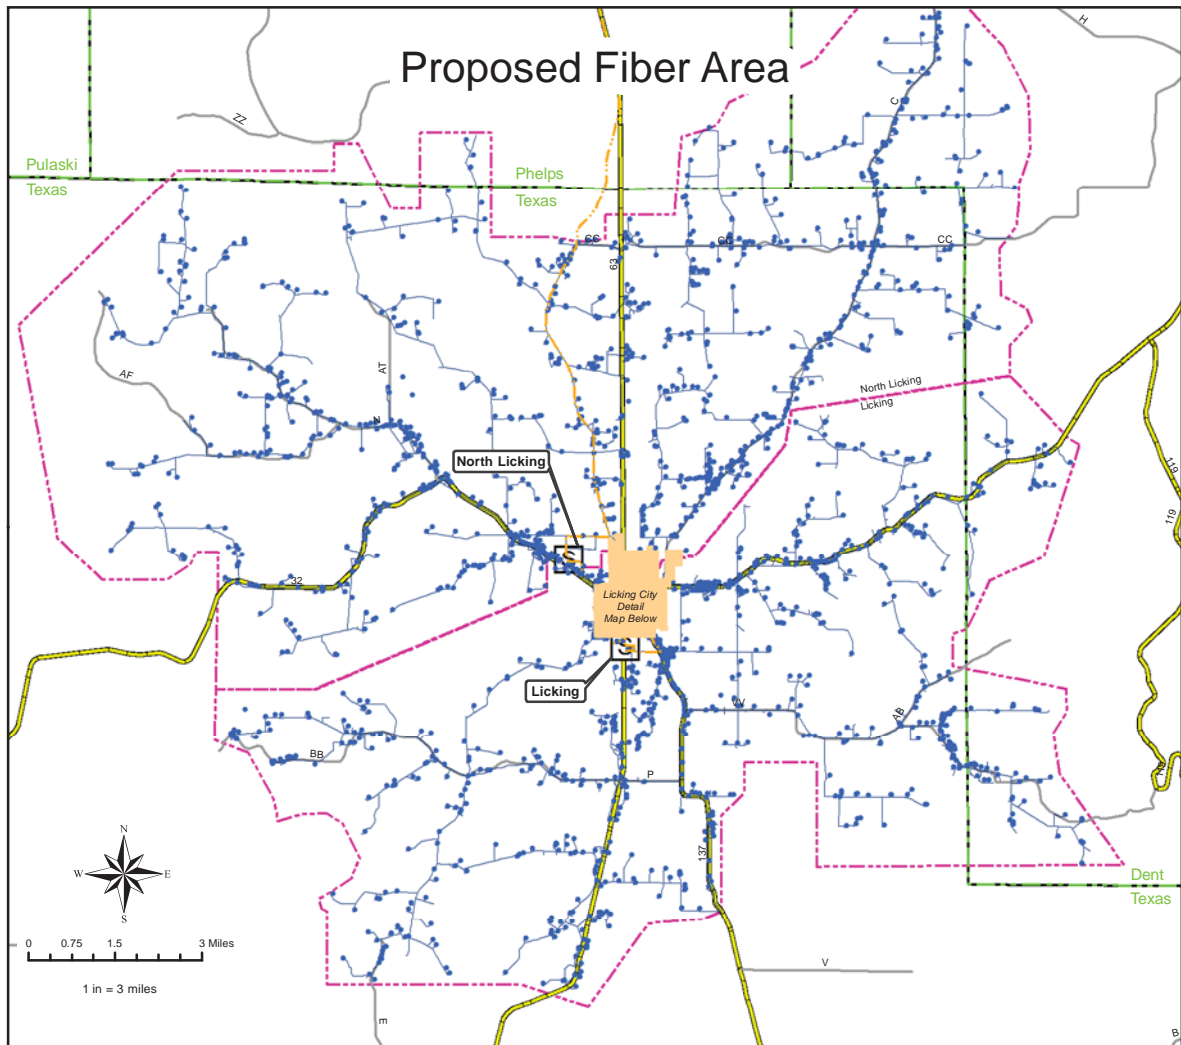 H
Proposed Fiber Area
C
ZZ
Pulaski
Texas
Phelps
Texas
CC
CC
CC
63
AF
AT
North Licking
Licking
N
North Licking
119
119
S
32
Licking City
Detail
Map Below
S
Licking
VV
AB
BB
P
119
N
W
E
S
137
Dent
Texas
0
0.75
1.5
3 Miles
V
1 in = 3 miles
E
B